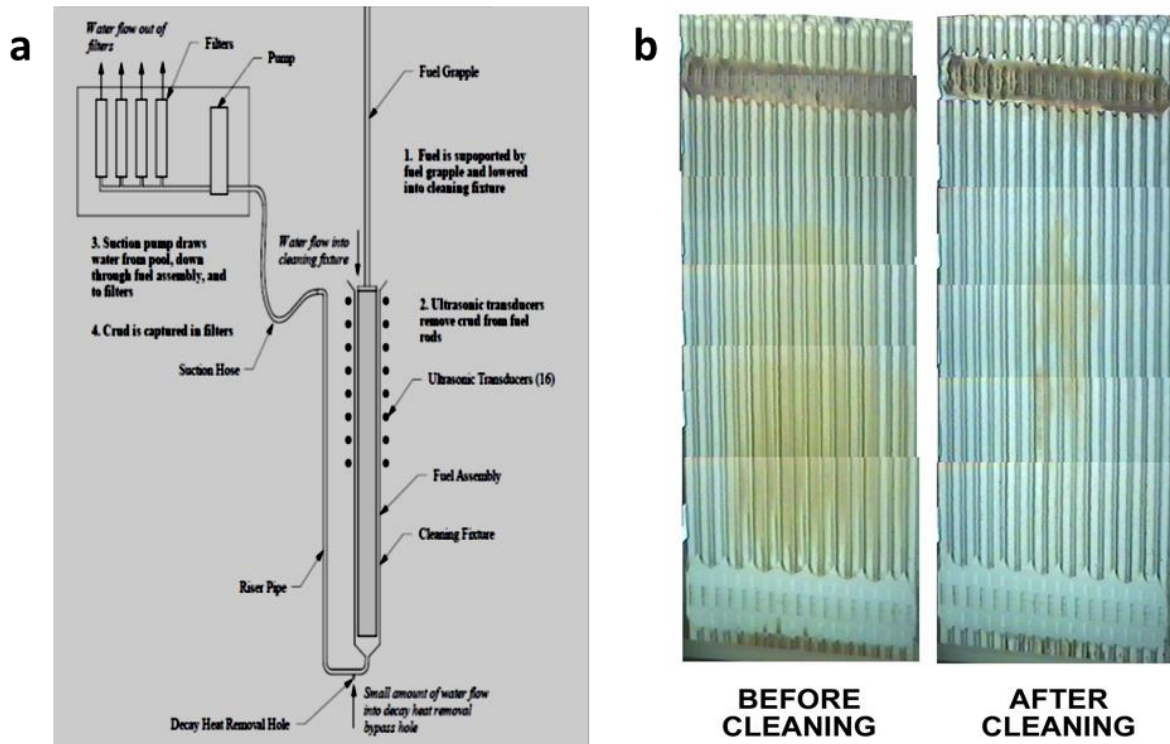 a
Water flow out of
filters
Filters
Pump
Fuel Grapple
1. Fuel is supoported by
fuel grapple and lowered
into cleaning fixture
3. Suction pump draws
water from pool, down
through fuel assembly, and
to filters
Water flow into
cleaning fixture
2. Ultrasonic transducers
remove crud from fuel
rods
4. Crud is captured in filters
Suction Hose
Ultrasonic Transducers (16)
Fuel Assembly
Cleaning Fixture
Riser Pipe
Small amount of water flow
into decay heat removal
bypass hole
Decay Heat Removal Hole
b
BEFORE
CLEANING
AFTER
CLEANING